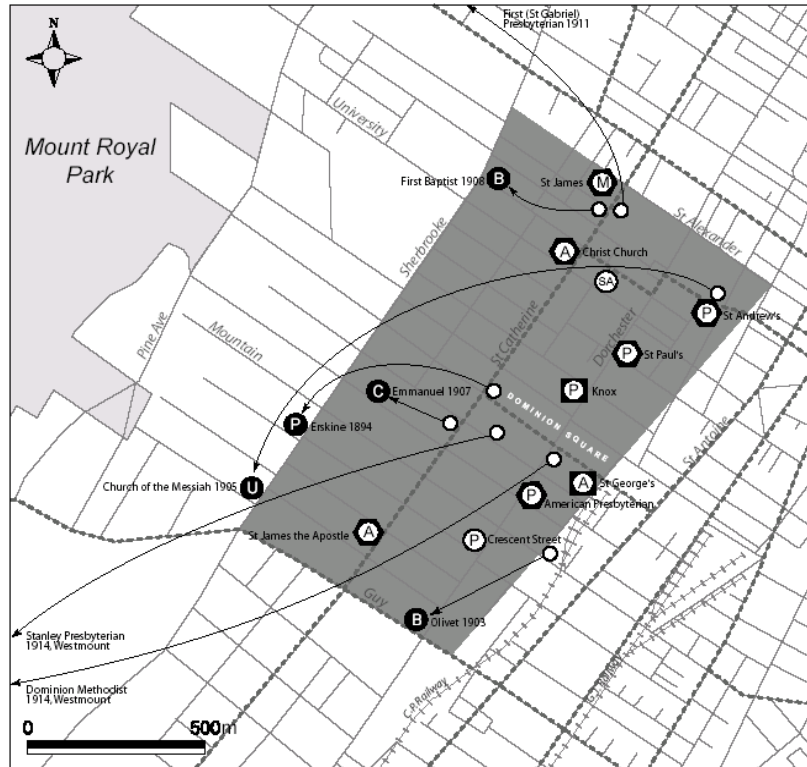 N
First (St Gabriel)
Presbyterian 1911
Mount Royal
Park
University
First Baptist 1908
B
St James
M
St Alexander
Sherbrooke
A
Christ Church
SA
P
St Andrew's
Pine Ave
Mountain
St Catherine
Dorchester
P
St Paul's
C
Emmanuel 1907
P
Knox
DOMINION SQUARE
P
Erskine 1894
St Antoine
Church of the Messiah 1905
U
A
St George's
P
American Presbyterian
St James the Apostle
A
P
Crescent Street
Guy
B
Olivet 1903
Stanley Presbyterian
1914, Westmount
Dominion Methodist
1914, Westmount
C.P. Railway
0
500m